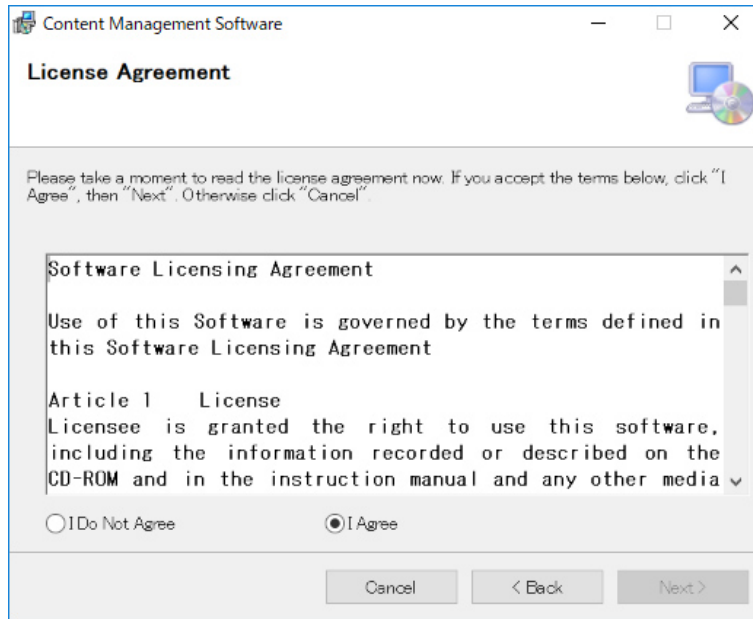 Content Management Software
License Agreement
Please take a moment to read the license agreement now. If you accept the terms below, click "I
Agree", then "Next". Otherwise click "Cancel".
Software Licensing Agreement
Use of this Software is governed by the terms defined in
this Software Licensing Agreement
Article 1 License
Licensee is granted the right to use this software,
including the information recorded or described on the
CD-ROM and in the instruction manual and any other media
I Do Not Agree
I Agree
Cancel
< Back
Next >